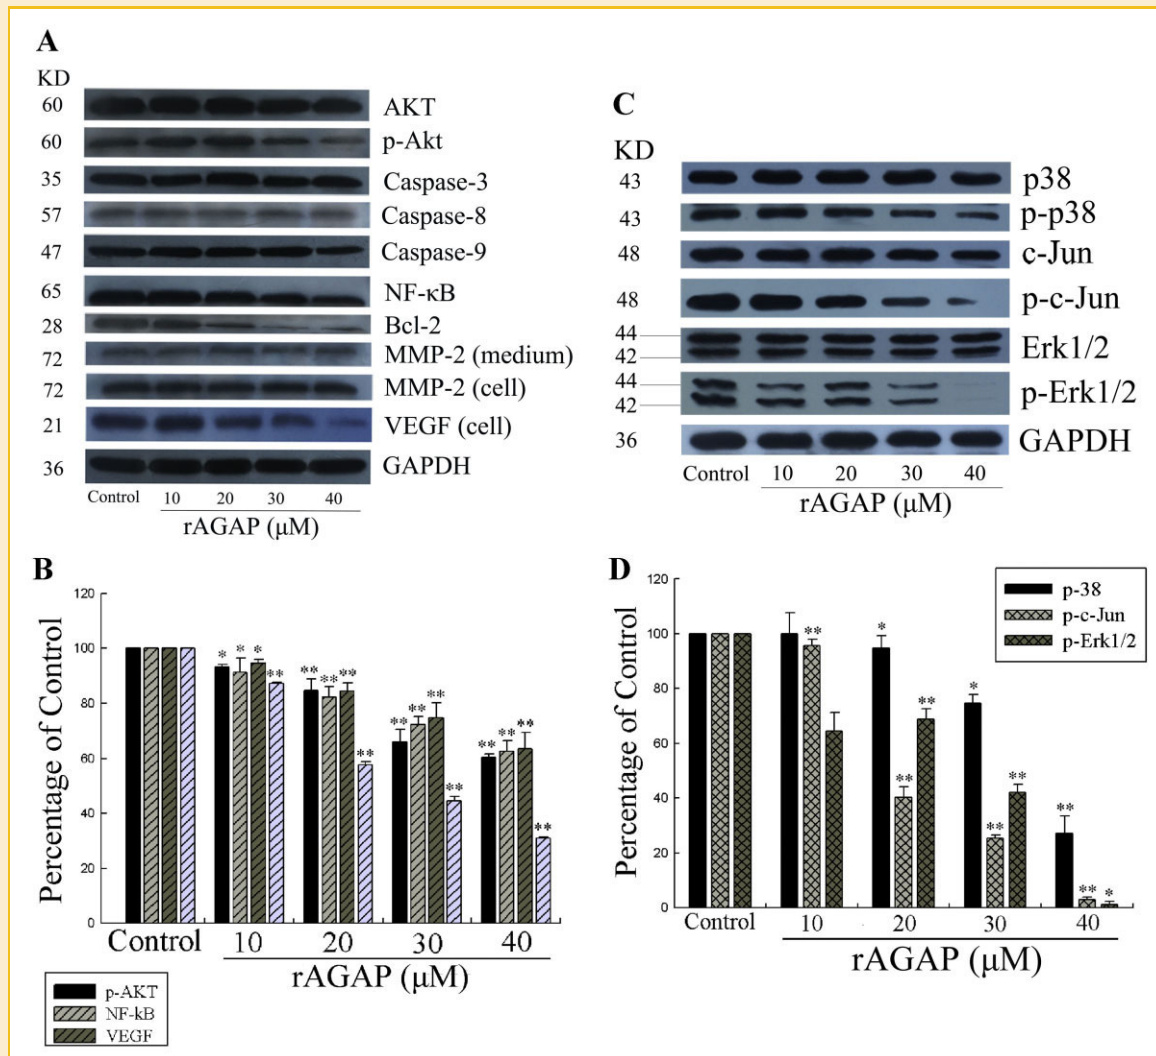 A
KD
60 AKT
60 p-Akt
35 Caspase-3
57 Caspase-8
47 Caspase-9
65 NF-κB
28 Bcl-2
72 MMP-2 (medium)
72 MMP-2 (cell)
21 VEGF (cell)
36 GAPDH
Control 10 20 30 40
rAGAP (μM)
C
KD
43 p38
43 p-p38
48 c-Jun
48 p-c-Jun
44
42 Erk1/2
44
42 p-Erk1/2
36 GAPDH
Control 10 20 30 40
rAGAP (μM)
B
Percentage of Control
120
100
80
60
40
20
0
* * * **
** ** ** **
** ** ** **
** ** ** **
Control 10 20 30 40
rAGAP (μM)
p-AKT
NF-kB
VEGF
D
Percentage of Control
120
100
80
60
40
20
0
**
* ** **
* ** **
** ** *
p-38
p-c-Jun
p-Erk1/2
Control 10 20 30 40
rAGAP (μM)